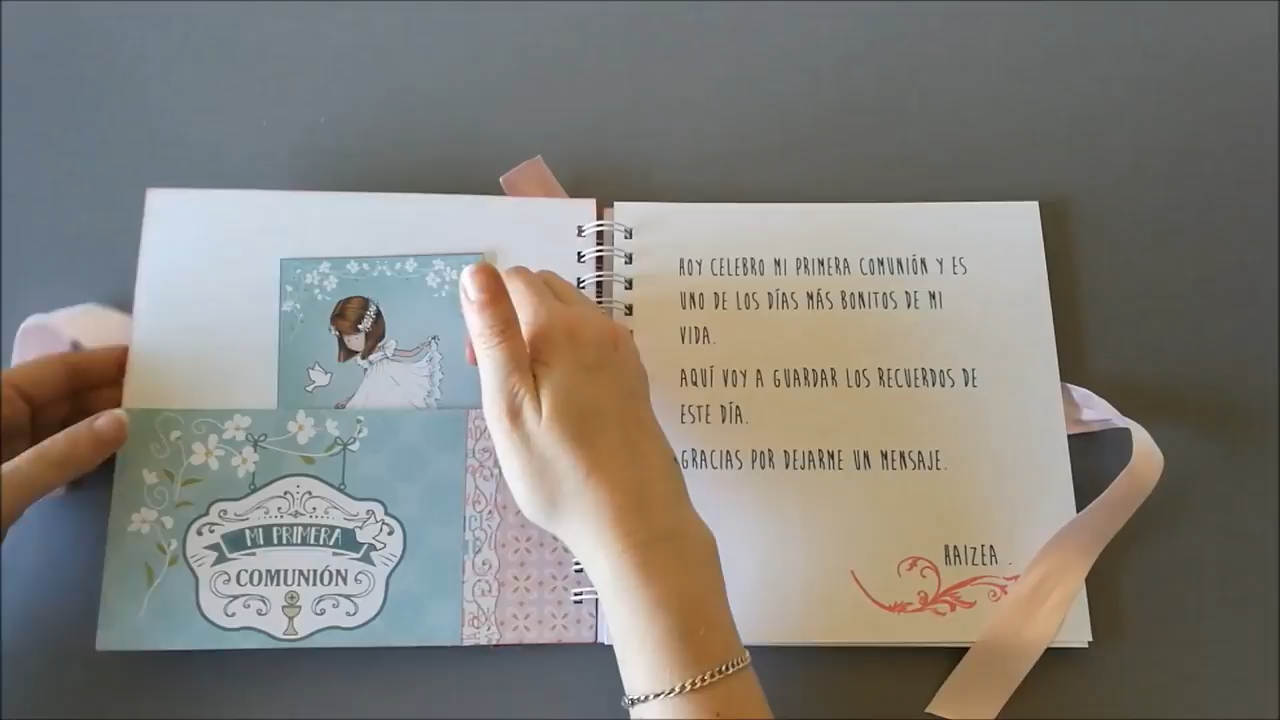 MI PRIMERA
COMUNIÓN
HOY CELEBRO MI PRIMERA COMUNIÓN Y ES
UNO DE LOS DÍAS MÁS BONITOS DE MI
VIDA.
AQUÍ VOY A GUARDAR LOS RECUERDOS DE
ESTE DÍA.
GRACIAS POR DEJARME UN MENSAJE.
HAIZEA .